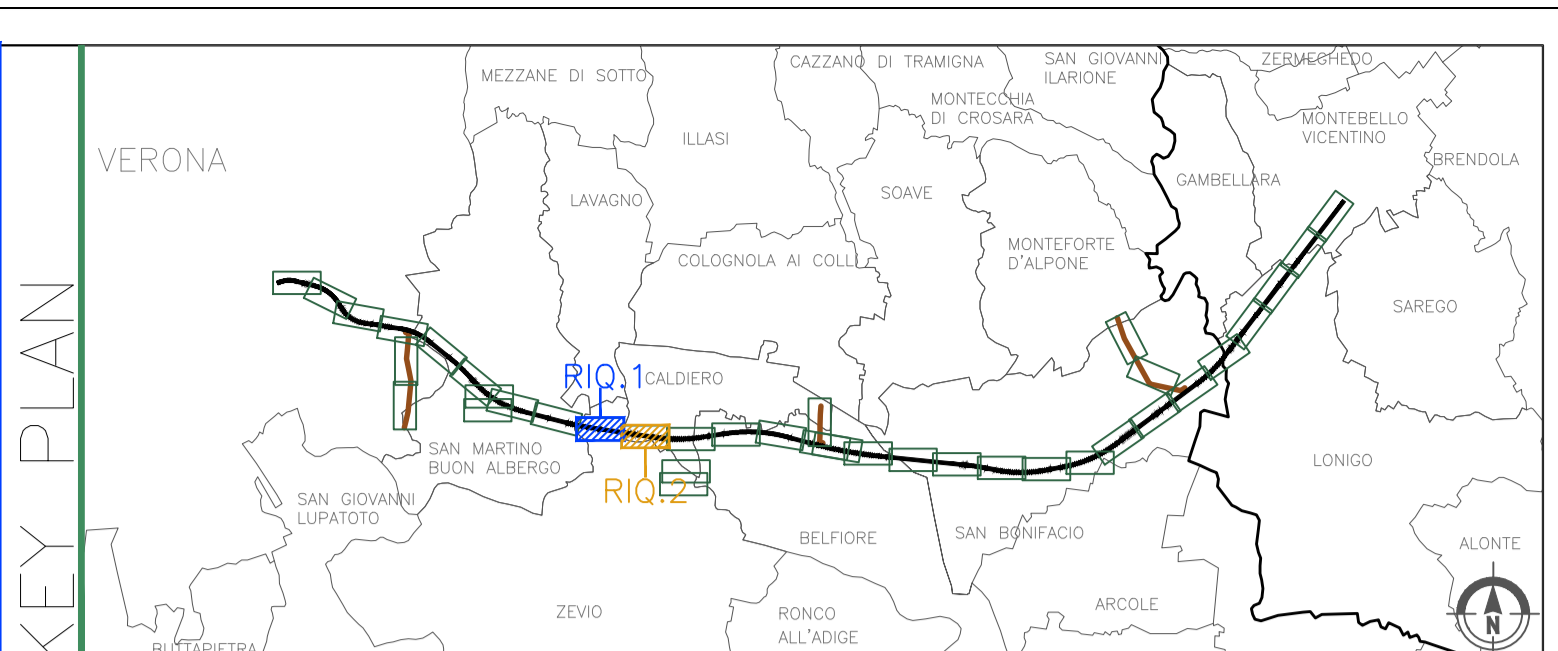 KEY PLAN
MEZZANE DI SOTTO
CAZZANO DI TRAMIGNA
SAN GIOVANNI
ILARIONE
ZERMEGHEDO
MONTECCHIA
DI CROSARA
MONTEBELLO
VICENTINO
ILLASI
VERONA
BRENDOLA
LAVAGNO
SOAVE
GAMBELLARA
MONTEFORTE
D'ALPONE
COLOGNOLA AI COLLI
SAREGO
RIQ.1
CALDIERO
SAN MARTINO
BUON ALBERGO
LONIGO
RIQ.2
SAN GIOVANNI
LUPATOTO
BELFIORE
SAN BONIFACIO
ALONTE
ZEVIO
RONCO
ALL'ADIGE
ARCOLE
N
BUTTAPIETRA